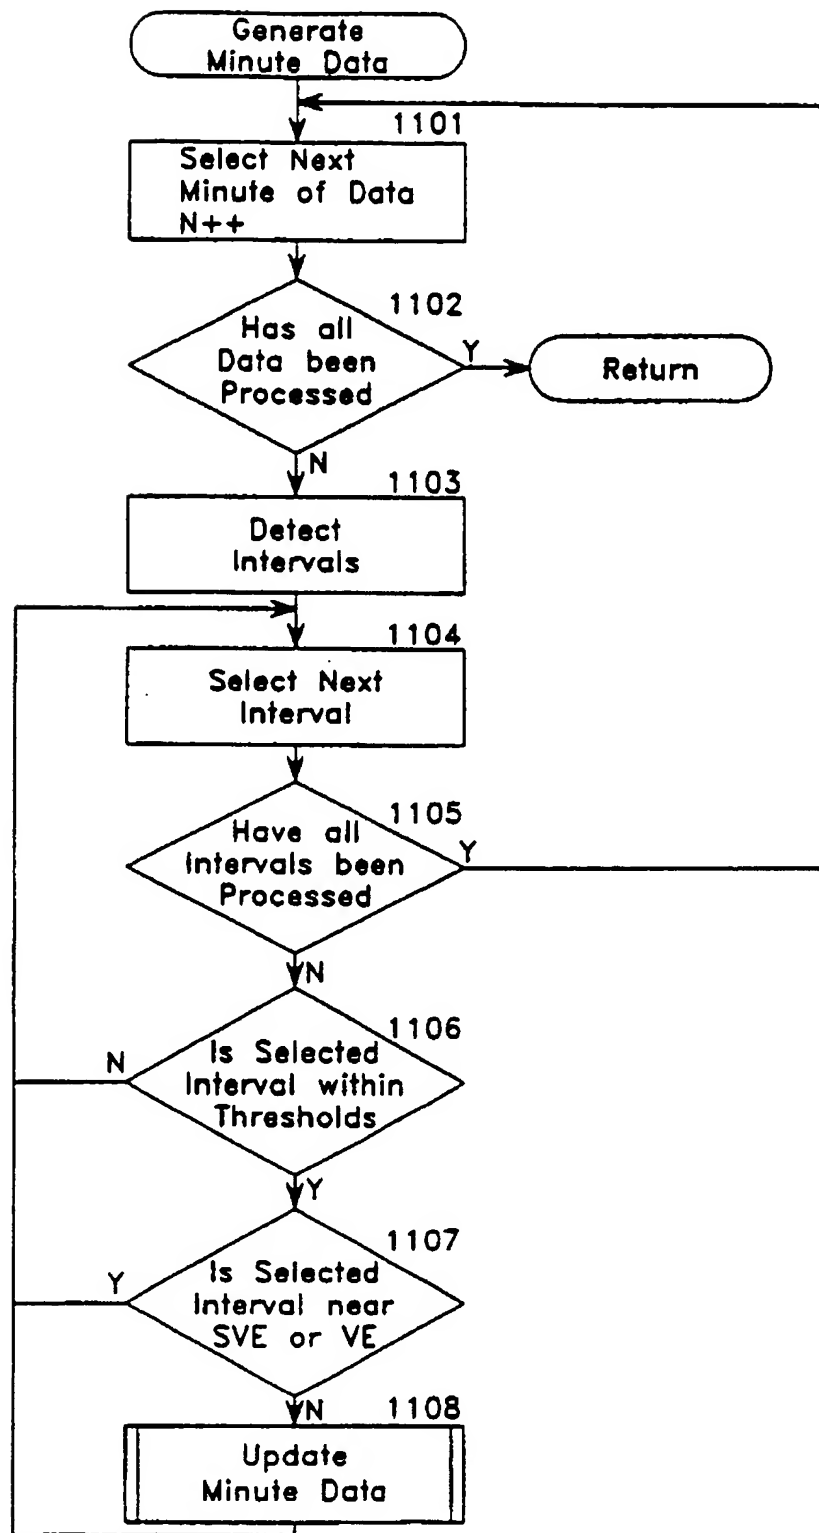 Generate
Minute Data
1101
Select Next
Minute of Data
N++
1102
Has all
Data been
Processed
Y
Return
N
1103
Detect
Intervals
1104
Select Next
Interval
1105
Have all
Intervals been
Processed
Y
N
1106
N
Is Selected
Interval within
Thresholds
Y
1107
Y
Is Selected
Interval near
SVE or VE
N
1108
Update
Minute Data